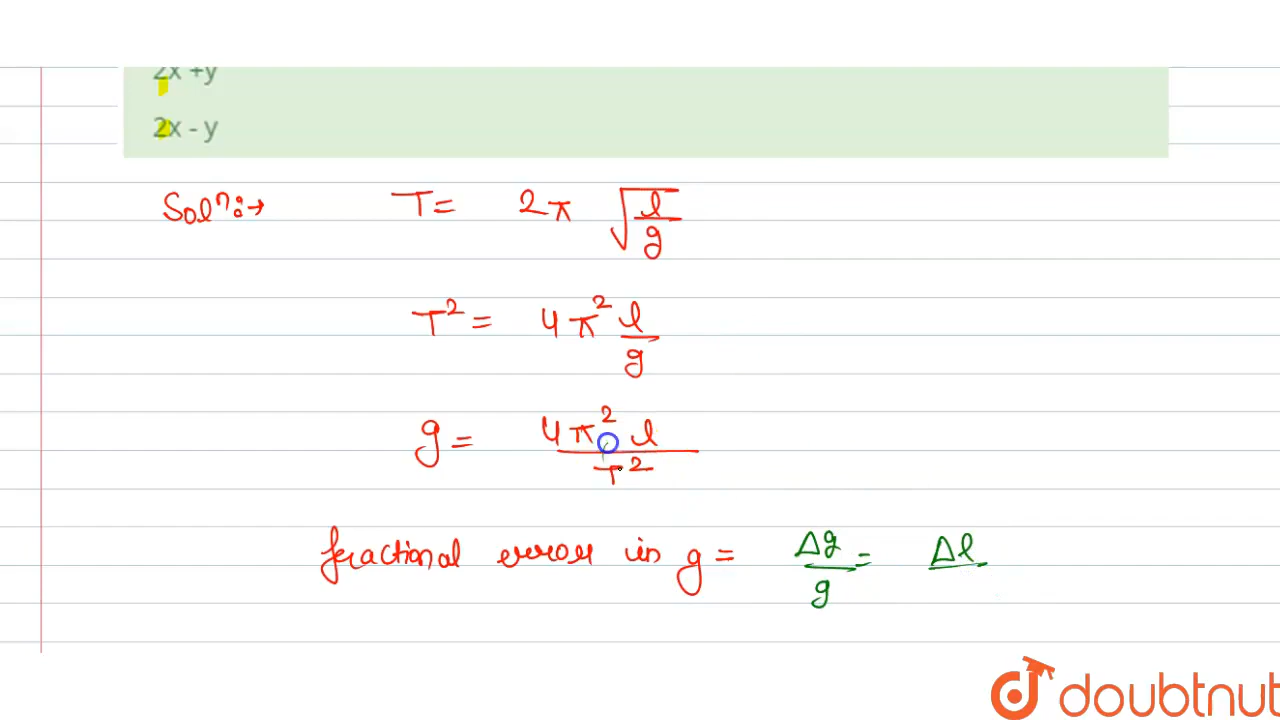 2x +y
2x - y
Solⁿ:→ T = 2π √(l/g)
T² = 4π² l/g
g = 4π² l / T²
fractional error in g = Δg/g = Δl
doubtnut